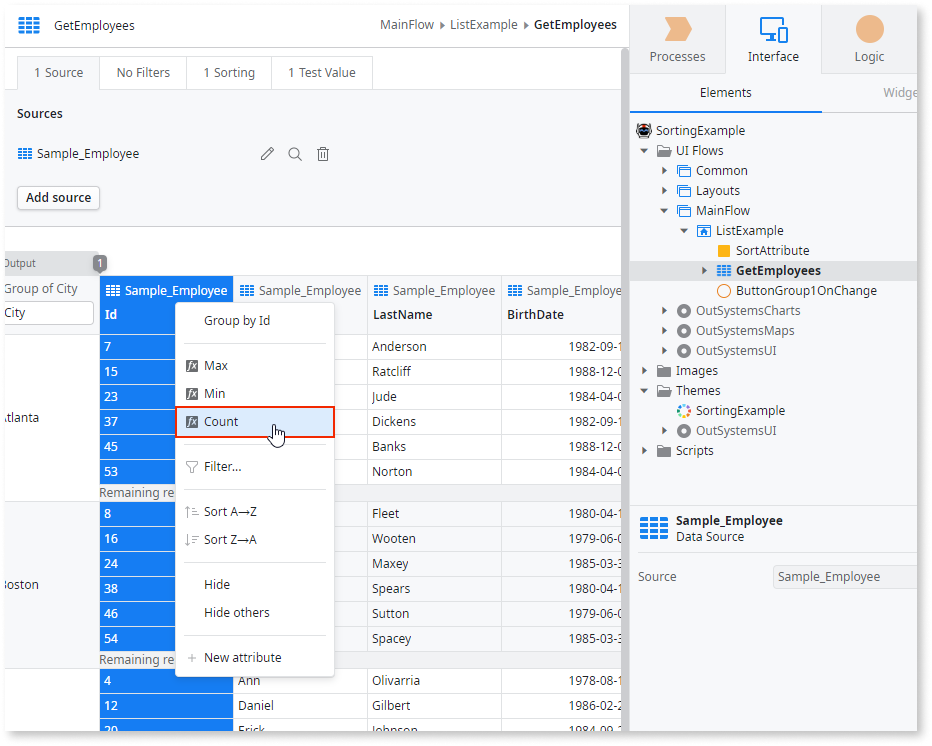 GetEmployees
MainFlow ListExample GetEmployees
1 Source No Filters 1 Sorting 1 Test Value
Sources
Sample_Employee
Add source
Output 1
Group of City Sample_Employee Sample_Employee Sample_Employee Sample_Employe
City Id LastName BirthDate
7 Anderson 1982-09-1
15 Ratcliff 1988-12-0
23 Jude 1984-04-0
Atlanta
37 Dickens 1982-09-1
45 Banks 1988-12-0
53 Norton 1984-04-0
Remaining re
8 Fleet 1980-04-1
16 Wooten 1979-06-0
24 Maxey 1985-03-3
Boston
38 Spears 1980-04-1
46 Sutton 1979-06-0
54 Spacey 1985-03-3
Remaining re
4 Ann Olivarria 1978-08-1
12 Daniel Gilbert 1986-02-2
20 Erick Johnson 1984-09-2
Group by Id
fx Max
fx Min
fx Count
Filter...
Sort A→Z
Sort Z→A
Hide
Hide others
+ New attribute
Processes Interface Logic
Elements Widge
SortingExample
UI Flows
Common
Layouts
MainFlow
ListExample
SortAttribute
GetEmployees
ButtonGroup1OnChange
OutSystemsCharts
OutSystemsMaps
OutSystemsUI
Images
Themes
SortingExample
OutSystemsUI
Scripts
Sample_Employee
Data Source
Source Sample_Employee